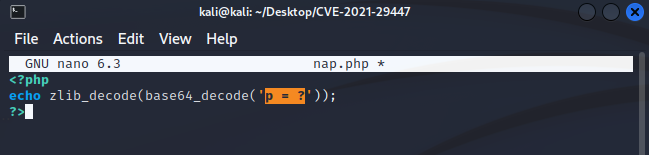 kali@kali: ~/Desktop/CVE-2021-29447
File Actions Edit View Help
GNU nano 6.3 nap.php *
<?php
echo zlib_decode(base64_decode('p = ?'));
?>